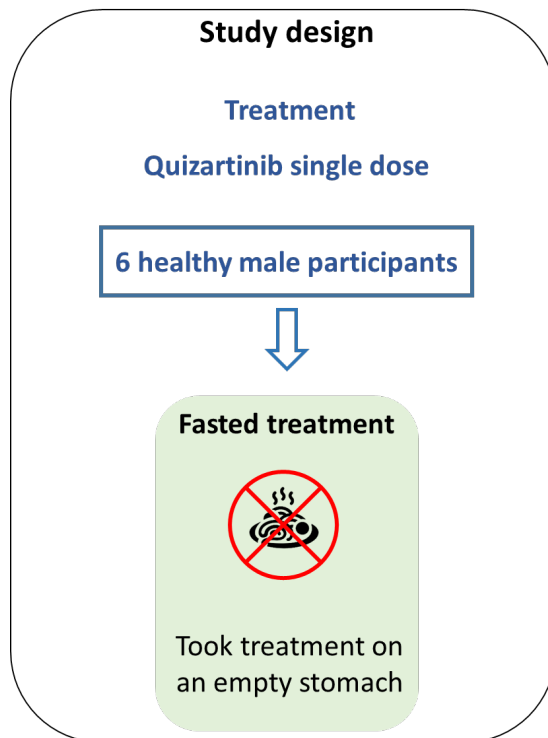 Study design
Treatment
Quizartinib single dose
6 healthy male participants
Fasted treatment
Took treatment on
an empty stomach